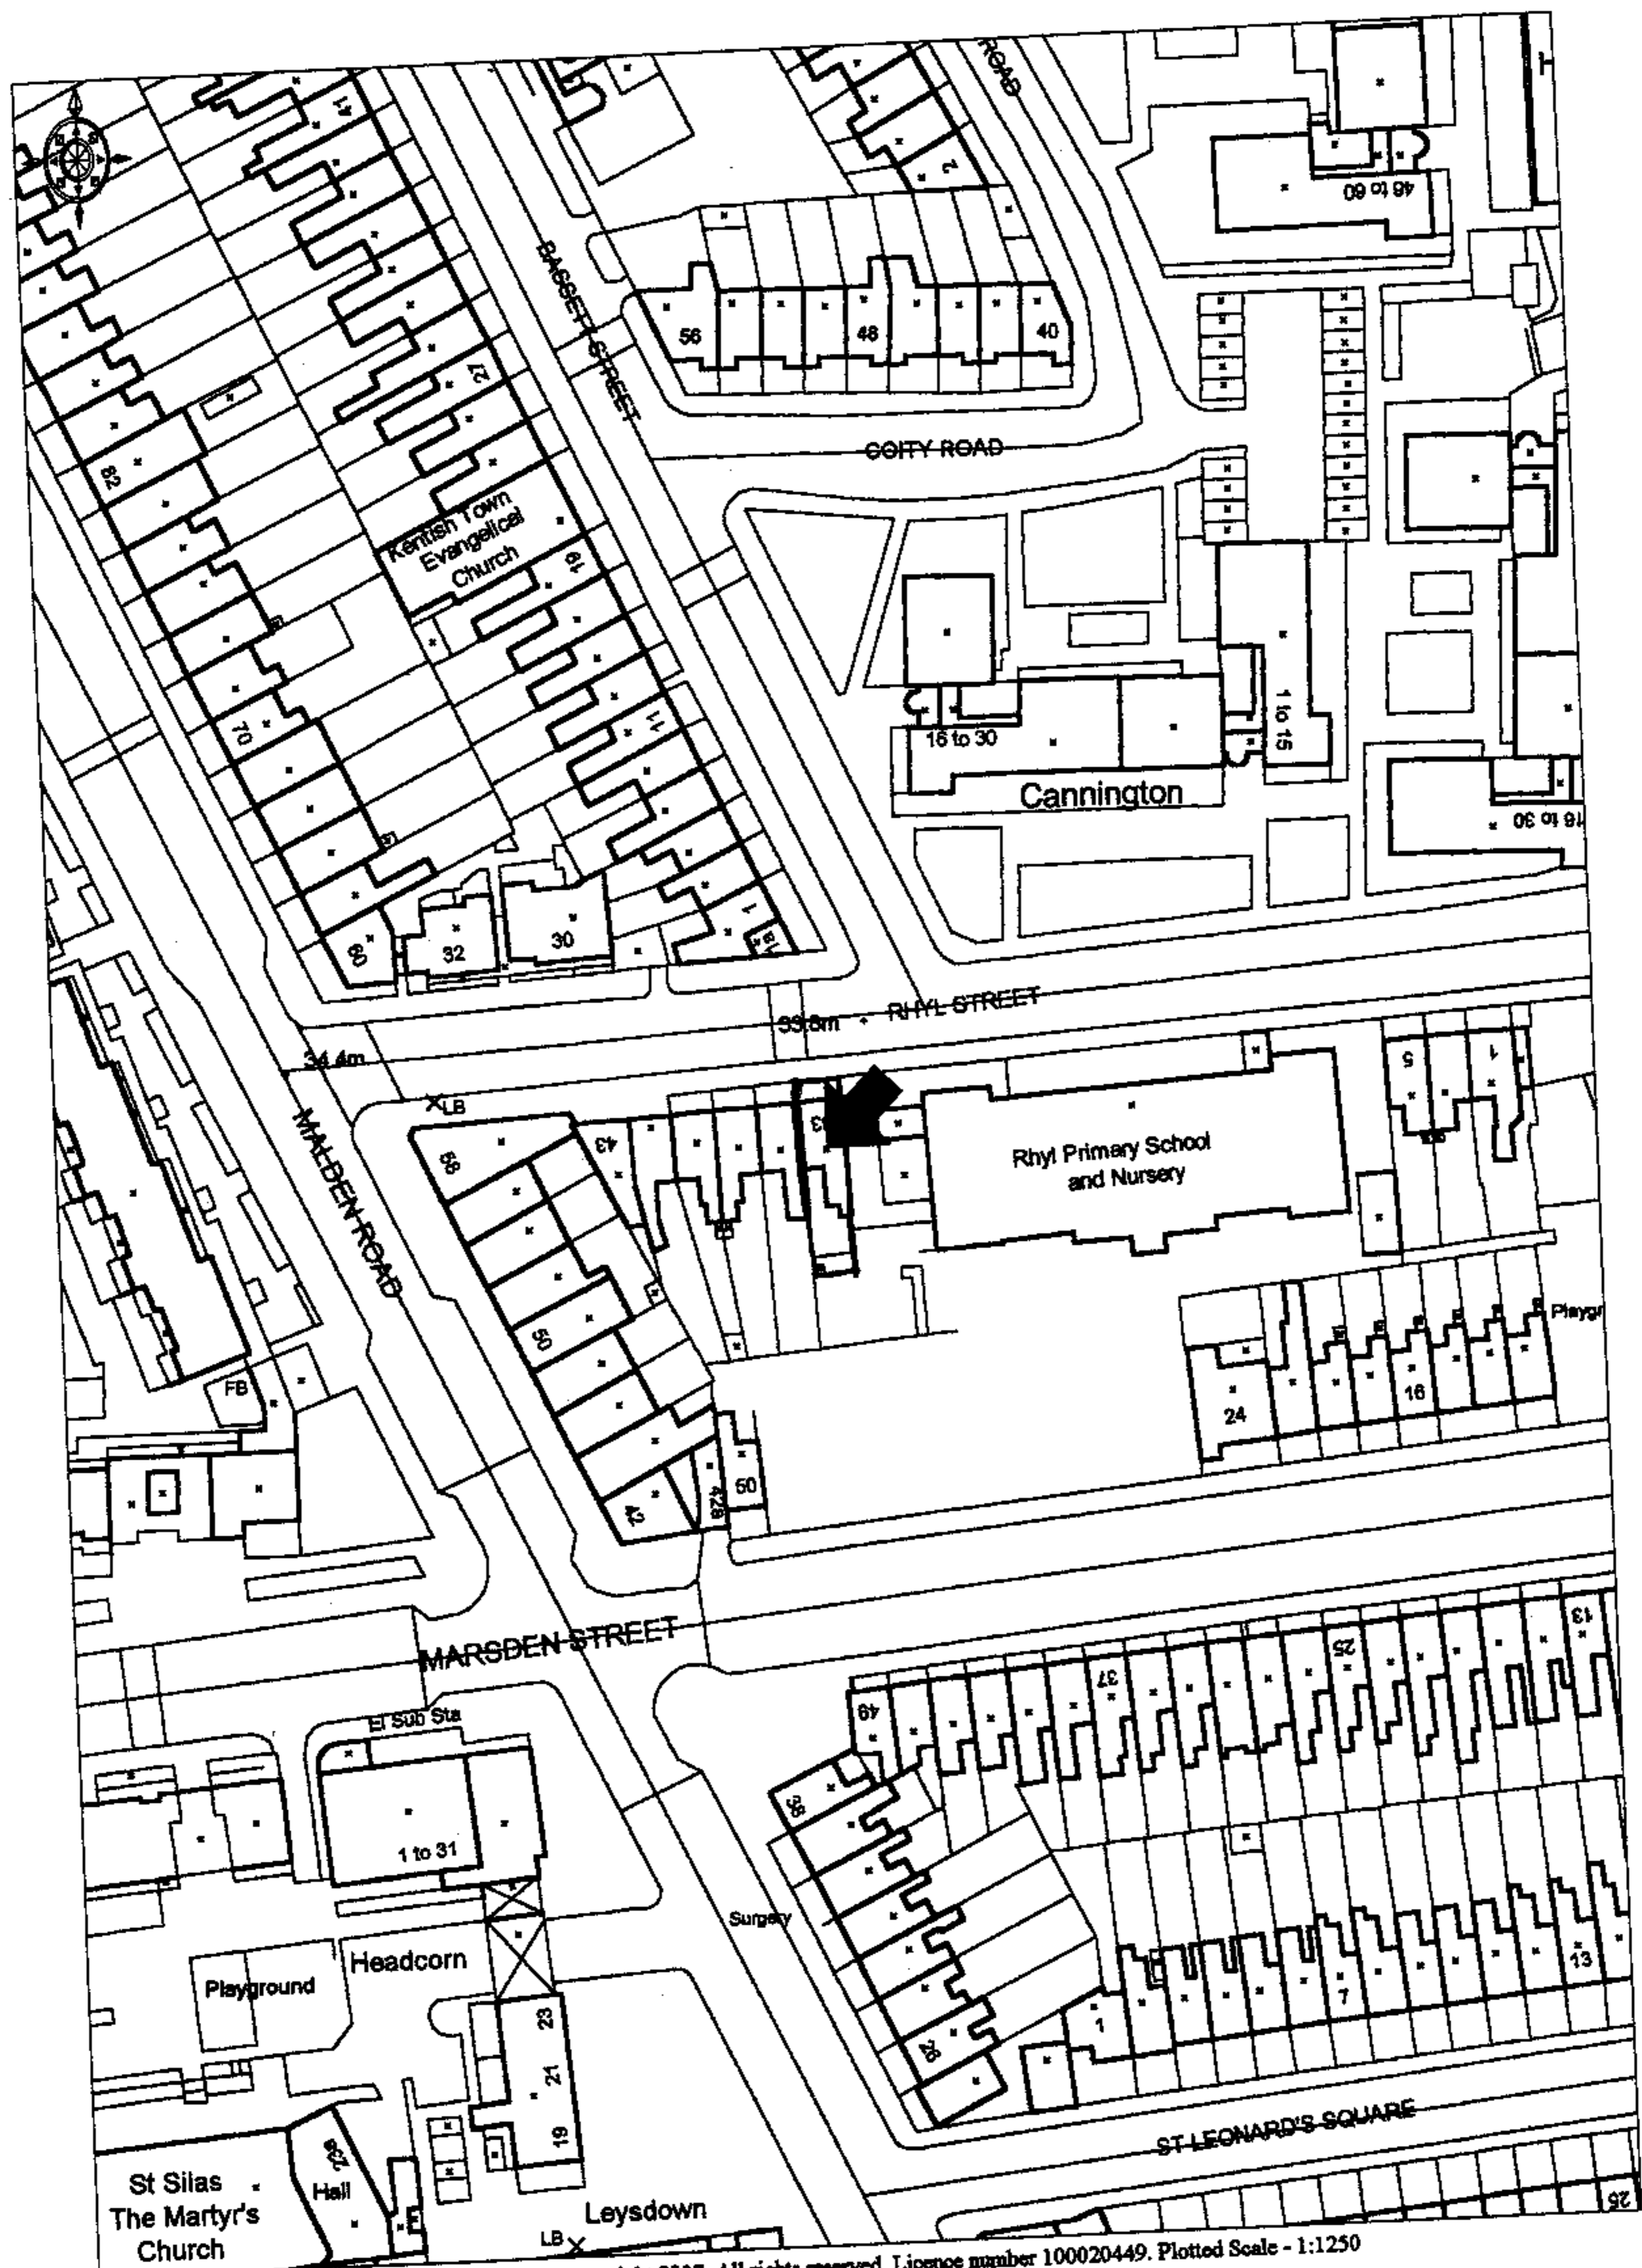 ROAD
41
2
46 to 60
BASSETT STREET
56
48
40
27
COITY ROAD
82
Kentish Town
Evangelical
Church
19
70
11
16 to 30
1 to 15
Cannington
16 to 30
1
1a
60
32
30
RHYL STREET
33.8m
34.4m
LB
MALDEN ROAD
58
43
Rhyl Primary School
and Nursery
5
1
50
FB
Playgr
16
24
42
42B
50
MARSDEN STREET
El Sub Sta
49
37
25
13
38
1 to 31
Surgery
Headcorn
Playground
23
21
19
26
1
7
13
ST LEONARD'S SQUARE
St Silas
The Martyr's
Church
Hall
Leysdown
LB
25
2007. All rights reserved. Licence number 100020449. Plotted Scale - 1:1250